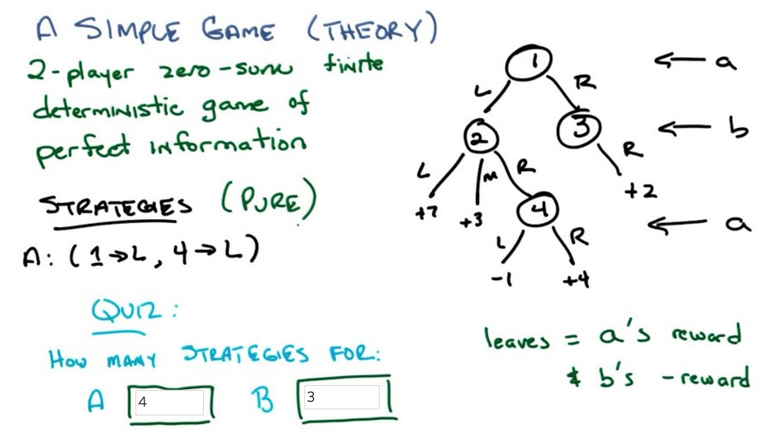 A SIMPLE GAME (THEORY)
2-player zero-sum finite
deterministic game of
perfect information
STRATEGIES (PURE)
A: (1→L, 4→L)
QUIZ:
HOW MANY STRATEGIES FOR:
A 4 B 3
1 ← a
L R
2 3 ← b
L M R R
+7 +3 4 +2 ← a
L R
-1 +4
leaves = a's reward
& b's -reward